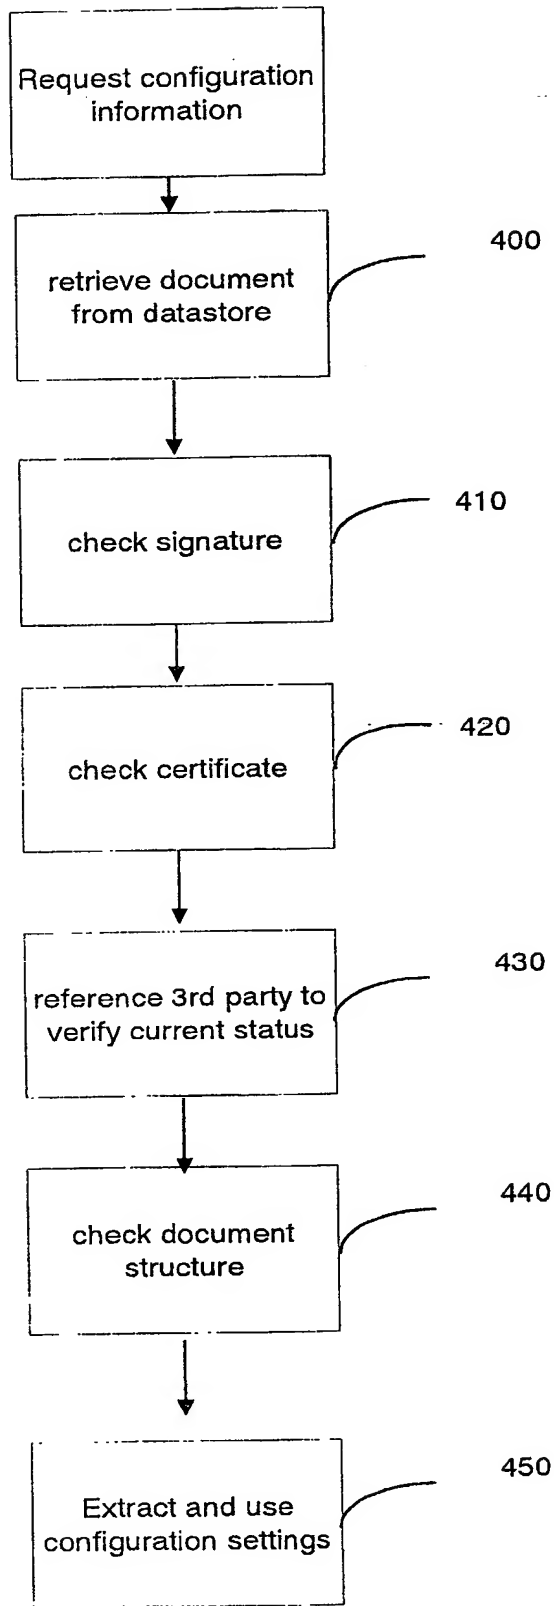 Request configuration
information
400
retrieve document
from datastore
410
check signature
420
check certificate
430
reference 3rd party to
verify current status
440
check document
structure
450
Extract and use
configuration settings